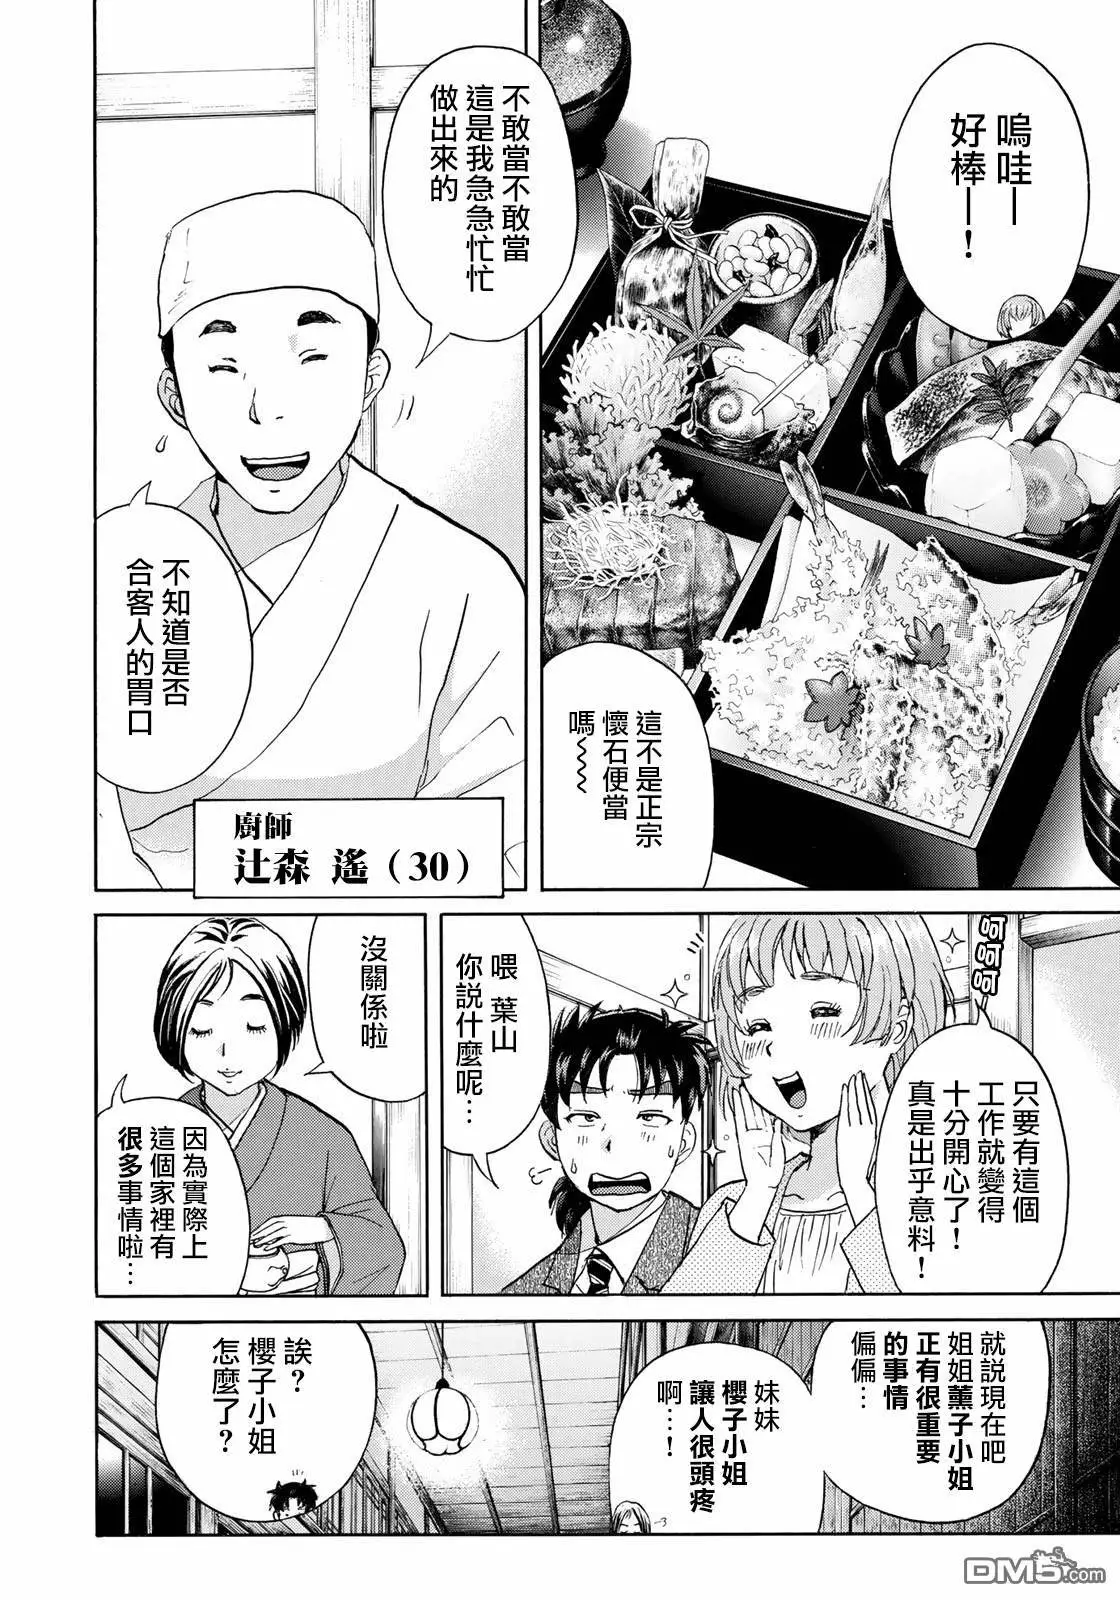 嗚哇—
好棒—！
這不是正宗
懷石便當
嗎～～
不敢當不敢當
這是我急急忙忙
做出來的
不知道是否
合客人的胃口
廚師
辻森 遙（30）
呵呵呵
只要有這個
工作就變得
十分開心了！
真是出乎意料！
喂 葉山
你説什麼呢…
沒關係啦
因為實際上
這個家裡有
很多事情啦…
就説現在吧
姐姐薰子小姐
正有很重要
的事情
偏偏…
妹妹
櫻子小姐
讓人很頭疼
啊…！
誒？
櫻子小姐
怎麼了？
DM5.com